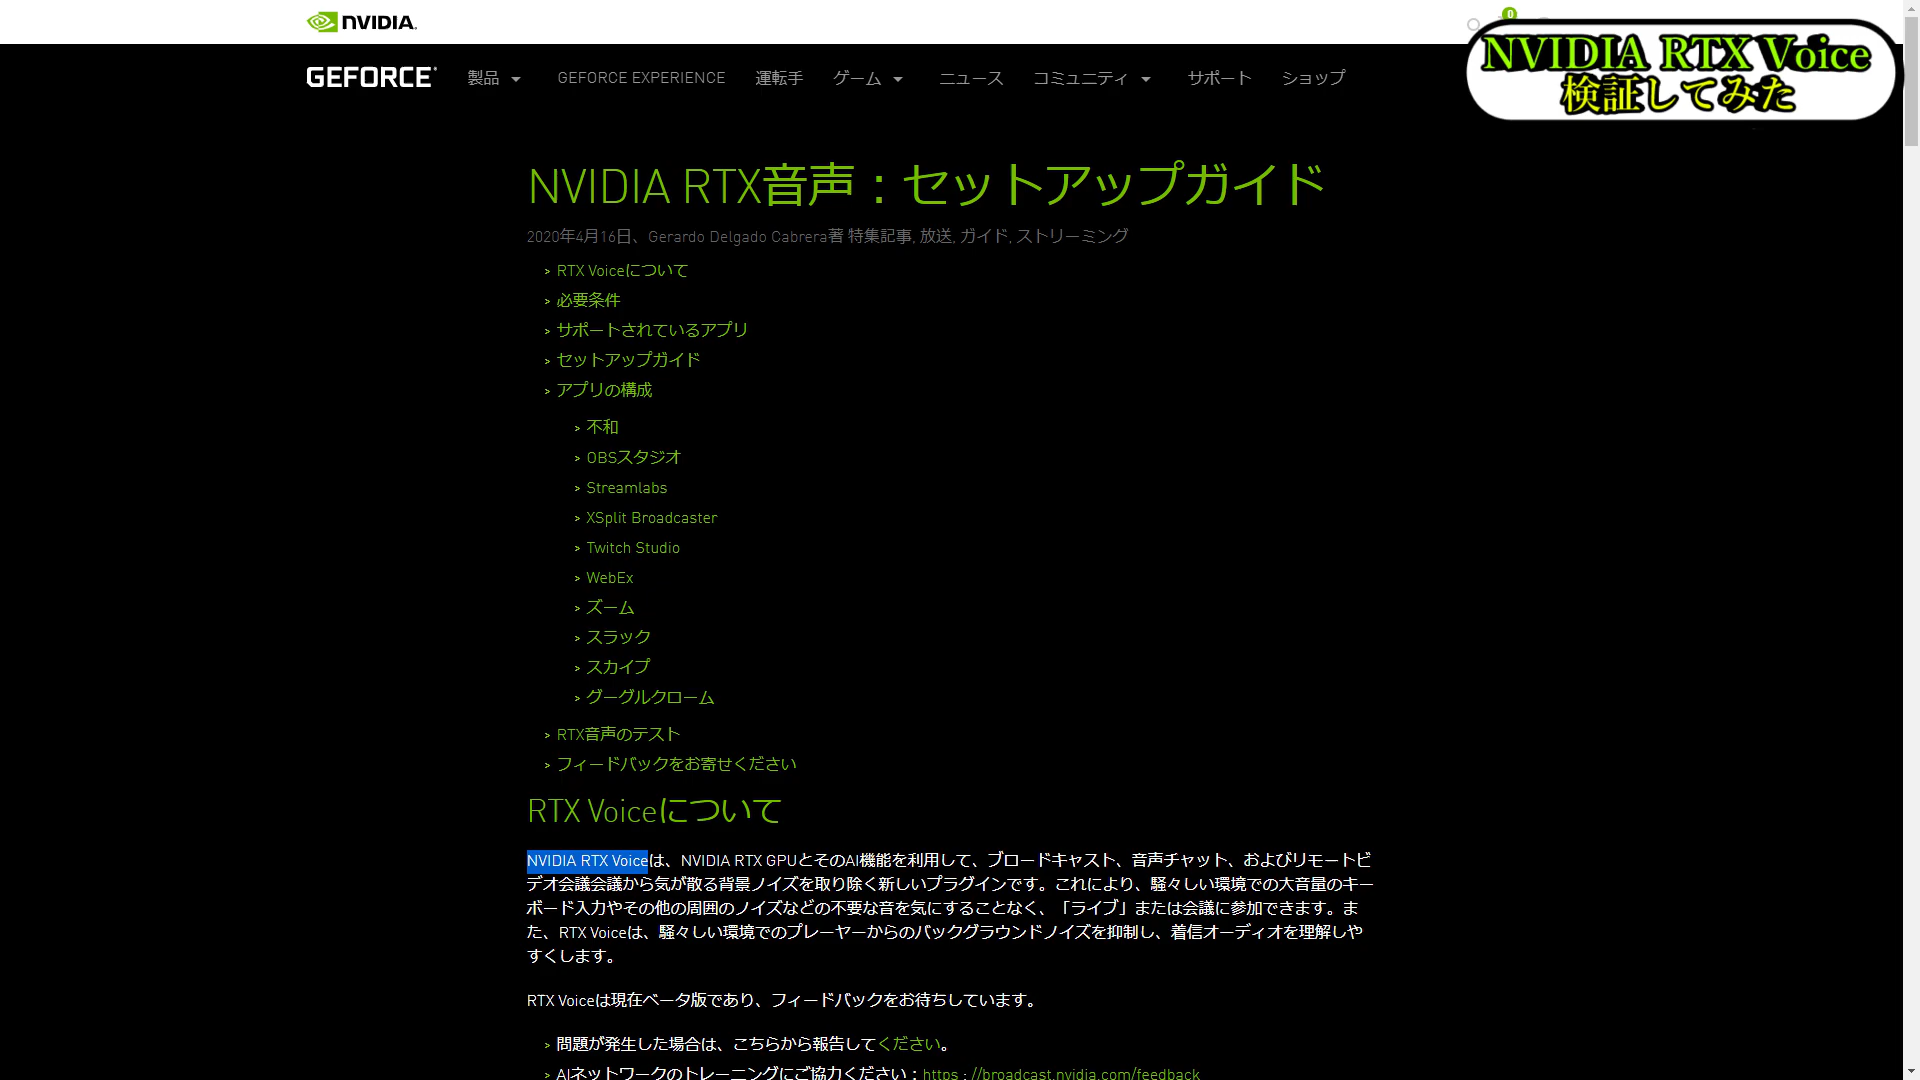 NVIDIA
0
NVIDIA RTX Voice
検証してみた
GEFORCE 製品 GEFORCE EXPERIENCE 運転手 ゲーム ニュース コミュニティ サポート ショップ
NVIDIA RTX音声：セットアップガイド
2020年4月16日、Gerardo Delgado Cabrera著 特集記事, 放送, ガイド, ストリーミング
RTX Voiceについて
必要条件
サポートされているアプリ
セットアップガイド
アプリの構成
不和
OBSスタジオ
Streamlabs
XSplit Broadcaster
Twitch Studio
WebEx
ズーム
スラック
スカイプ
グーグルクローム
RTX音声のテスト
フィードバックをお寄せください
RTX Voiceについて
NVIDIA RTX Voiceは、NVIDIA RTX GPUとそのAI機能を利用して、ブロードキャスト、音声チャット、およびリモートビ
デオ会議会議から気が散る背景ノイズを取り除く新しいプラグインです。これにより、騒々しい環境での大音量のキー
ボード入力やその他の周囲のノイズなどの不要な音を気にすることなく、「ライブ」または会議に参加できます。ま
た、RTX Voiceは、騒々しい環境でのプレーヤーからのバックグラウンドノイズを抑制し、着信オーディオを理解しや
すくします。
RTX Voiceは現在ベータ版であり、フィードバックをお待ちしています。
問題が発生した場合は、こちらから報告してください。
AIネットワークのトレーニングにご協力ください：https：//broadcast.nvidia.com/feedback